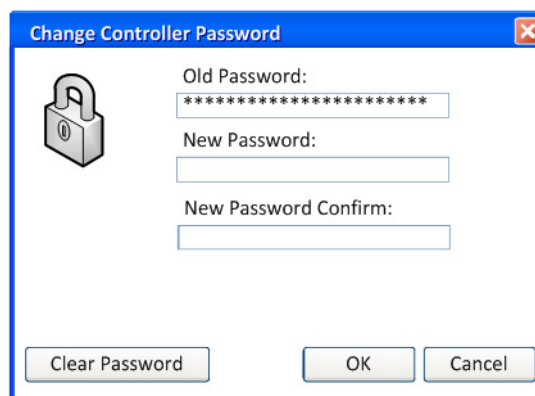 Change Controller Password
Old Password:
***********************
New Password:
New Password Confirm:
Clear Password
OK
Cancel